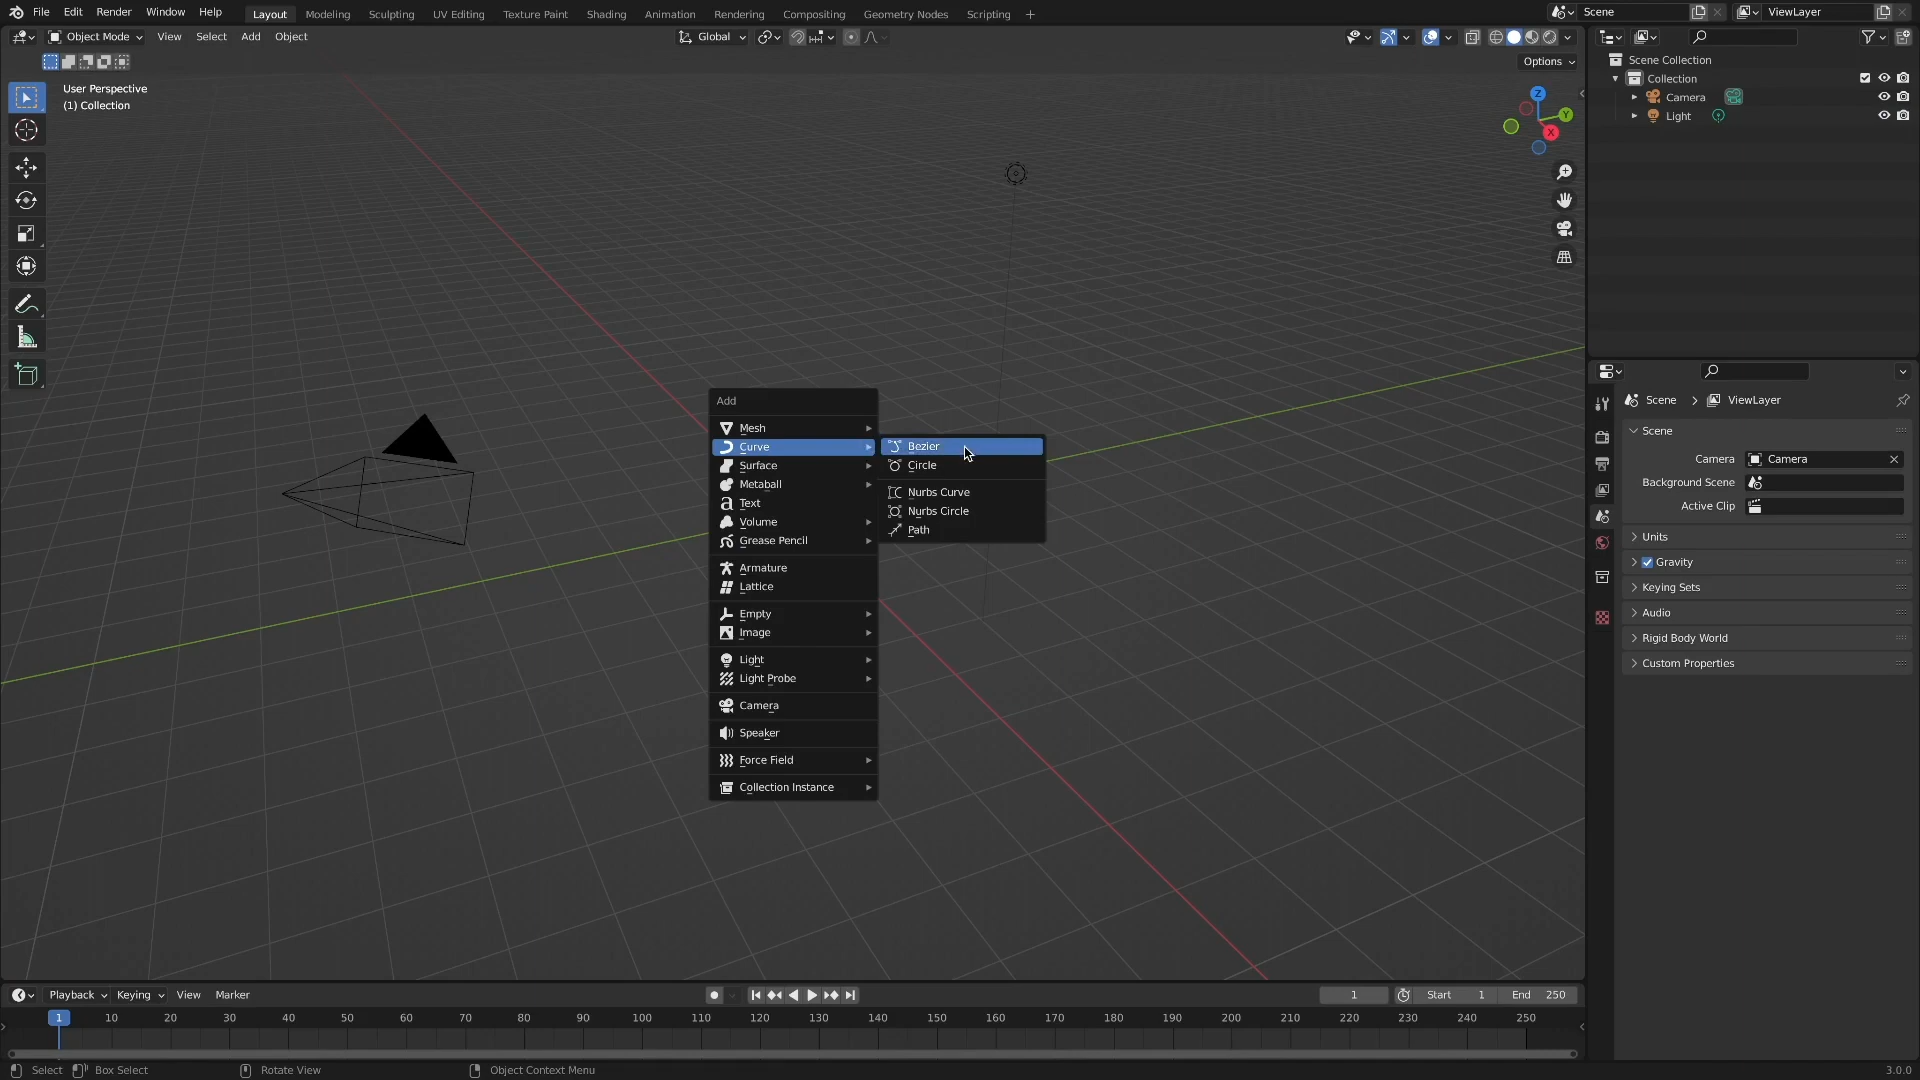 File Edit Render Window Help Layout Modeling Sculpting UV Editing Texture Paint Shading Animation Rendering Compositing Geometry Nodes Scripting + Scene ViewLayer
Object Mode View Select Add Object Global
Options
User Perspective
(1) Collection
Z
Y
X
Scene Collection
Collection
Camera
Light
Add
Mesh
Curve
Surface
Metaball
Text
Volume
Grease Pencil
Armature
Lattice
Empty
Image
Light
Light Probe
Camera
Speaker
Force Field
Collection Instance
Bezier
Circle
Nurbs Curve
Nurbs Circle
Path
Scene > ViewLayer
Scene
Camera Camera
Background Scene
Active Clip
Units
Gravity
Keying Sets
Audio
Rigid Body World
Custom Properties
Playback Keying View Marker 1 Start 1 End 250
1 10 20 30 40 50 60 70 80 90 100 110 120 130 140 150 160 170 180 190 200 210 220 230 240 250
Select Box Select Rotate View Object Context Menu 3.0.0